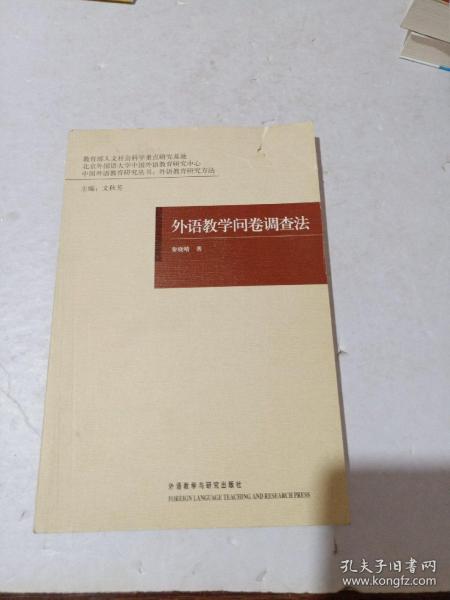 教育部人文社会科学重点研究基地
北京外国语大学中国外语教育研究中心
中国外语教育研究丛书:外语教育研究方法
主编:文秋芳
外语教学问卷调查法
秦晓晴 著
外语教学与研究出版社
FOREIGN LANGUAGE TEACHING AND RESEARCH PRESS
孔夫子旧书网
www.kongfz.com